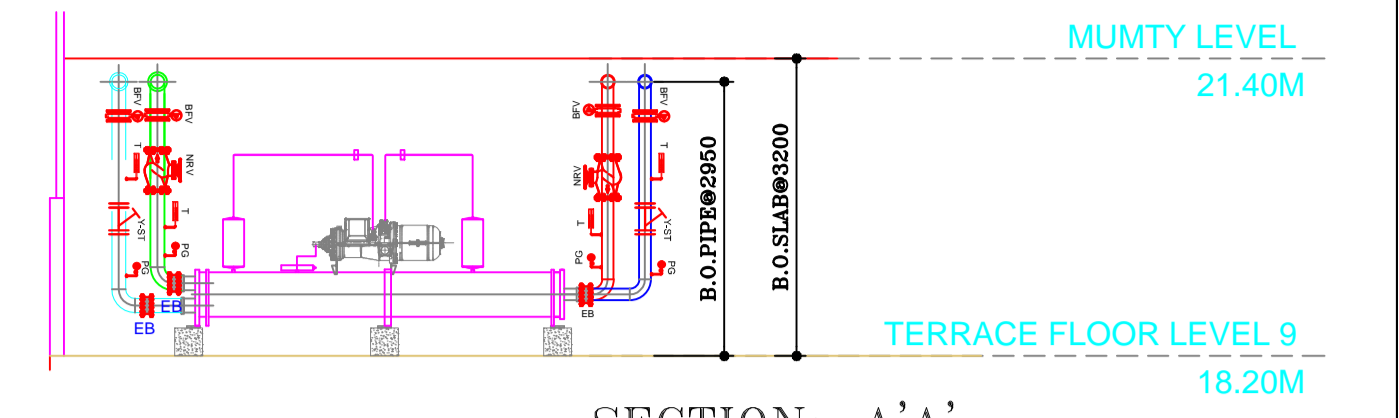 MUMTY LEVEL
21.40M
BFV
BFV
BFV
BFV
T
NRV
NRV
T
T
T
Y-ST
PG
PG
Y-ST
PG
PG
EB
EB
EB
B.O.PIPE@2950
B.O.SLAB@3200
TERRACE FLOOR LEVEL 9
18.20M
SECTION A'A'